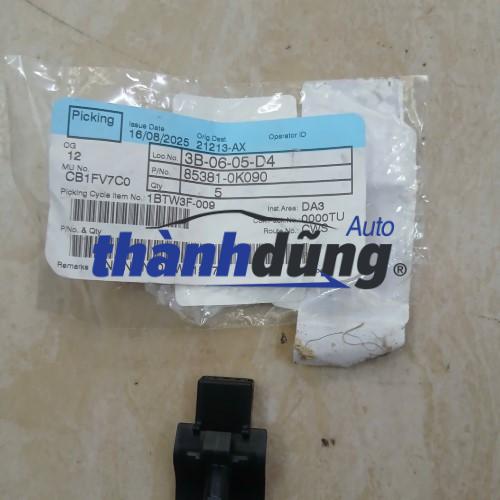 Picking
Issue Date
16/08/2025
Orig.Dest
21213-AX
Operator ID
OG
12
Loc.No. 3B-06-05-D4
P/No. 85381-0K090
Qty 5
MU No.
CB1FV7C0
Picking Cycle Item No. 1BTW3F-009
Inst.Area: DA3
0000TU
Route No.
P/No. & Qty
Remarks
Auto
thànhdũng®